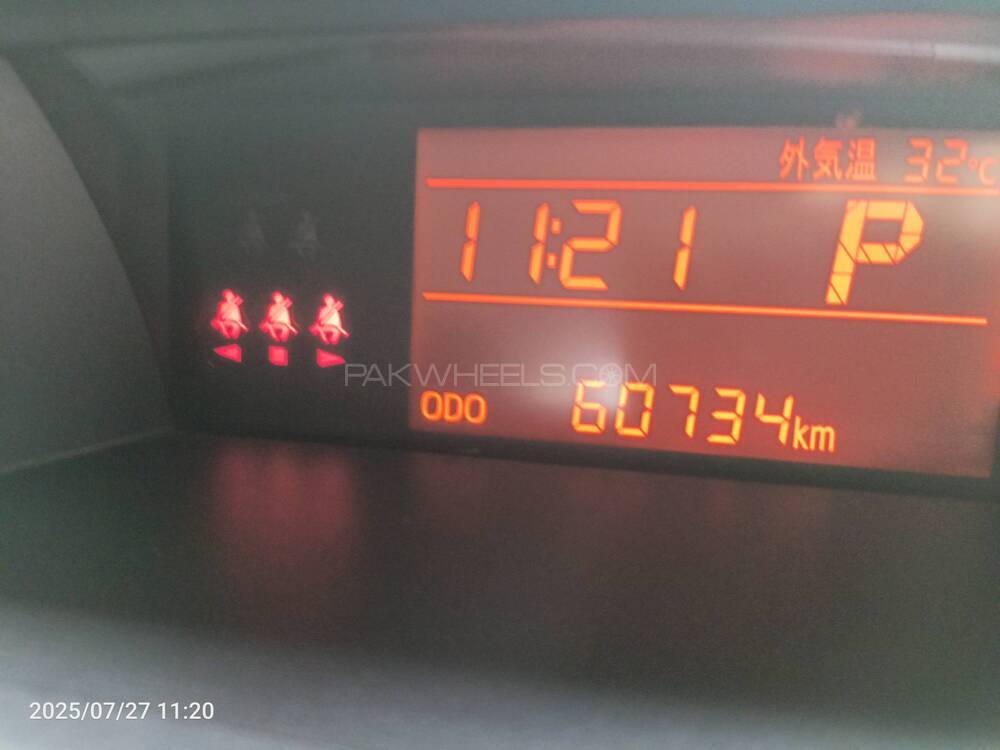 外気温 32°C
11:21 P
PAKWHEELS.COM
ODO 60734km
2025/07/27 11:20